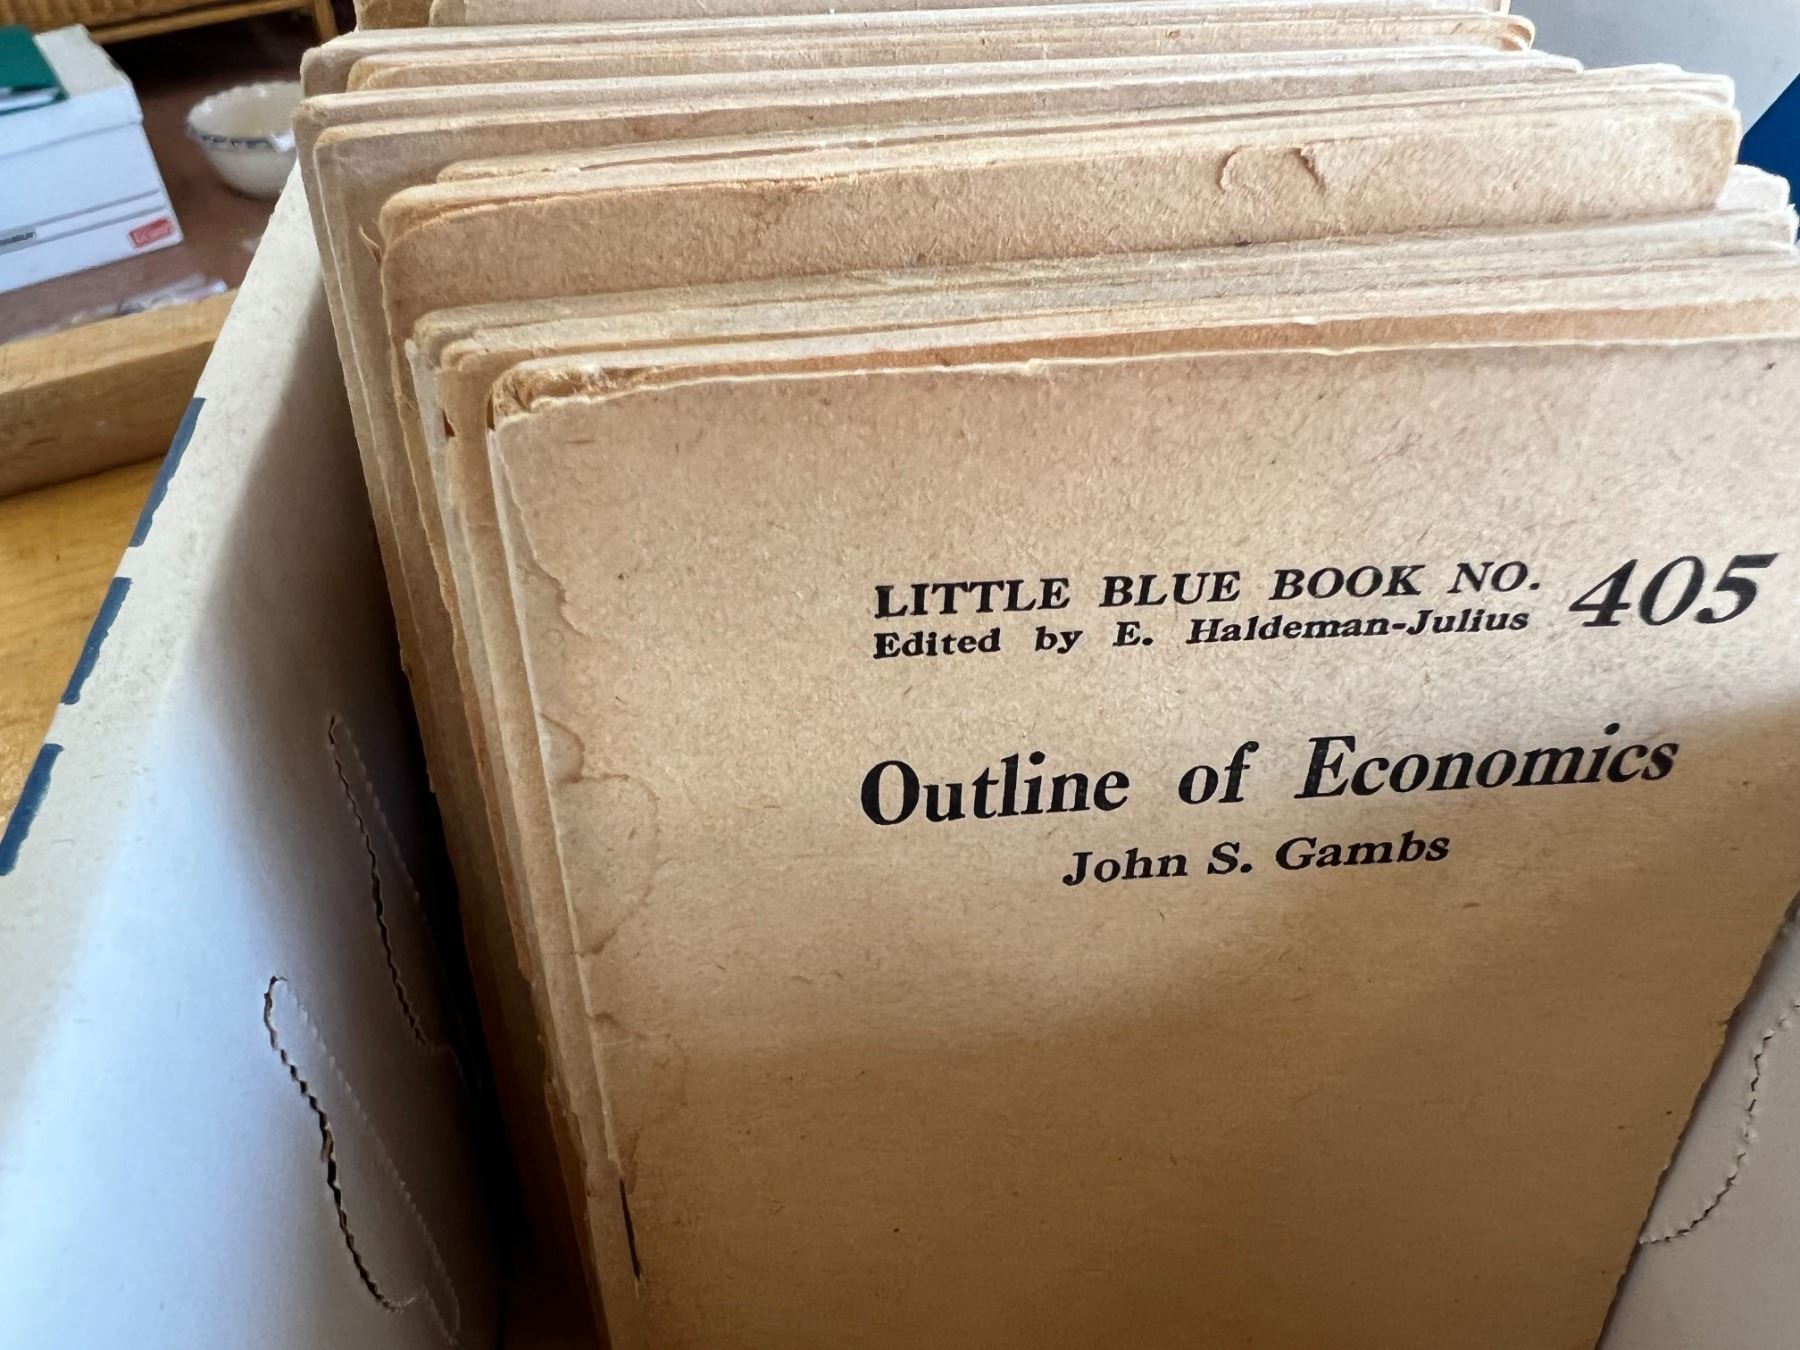 LITTLE BLUE BOOK NO. 405
Edited by E. Haldeman-Julius
Outline of Economics
John S. Gambs